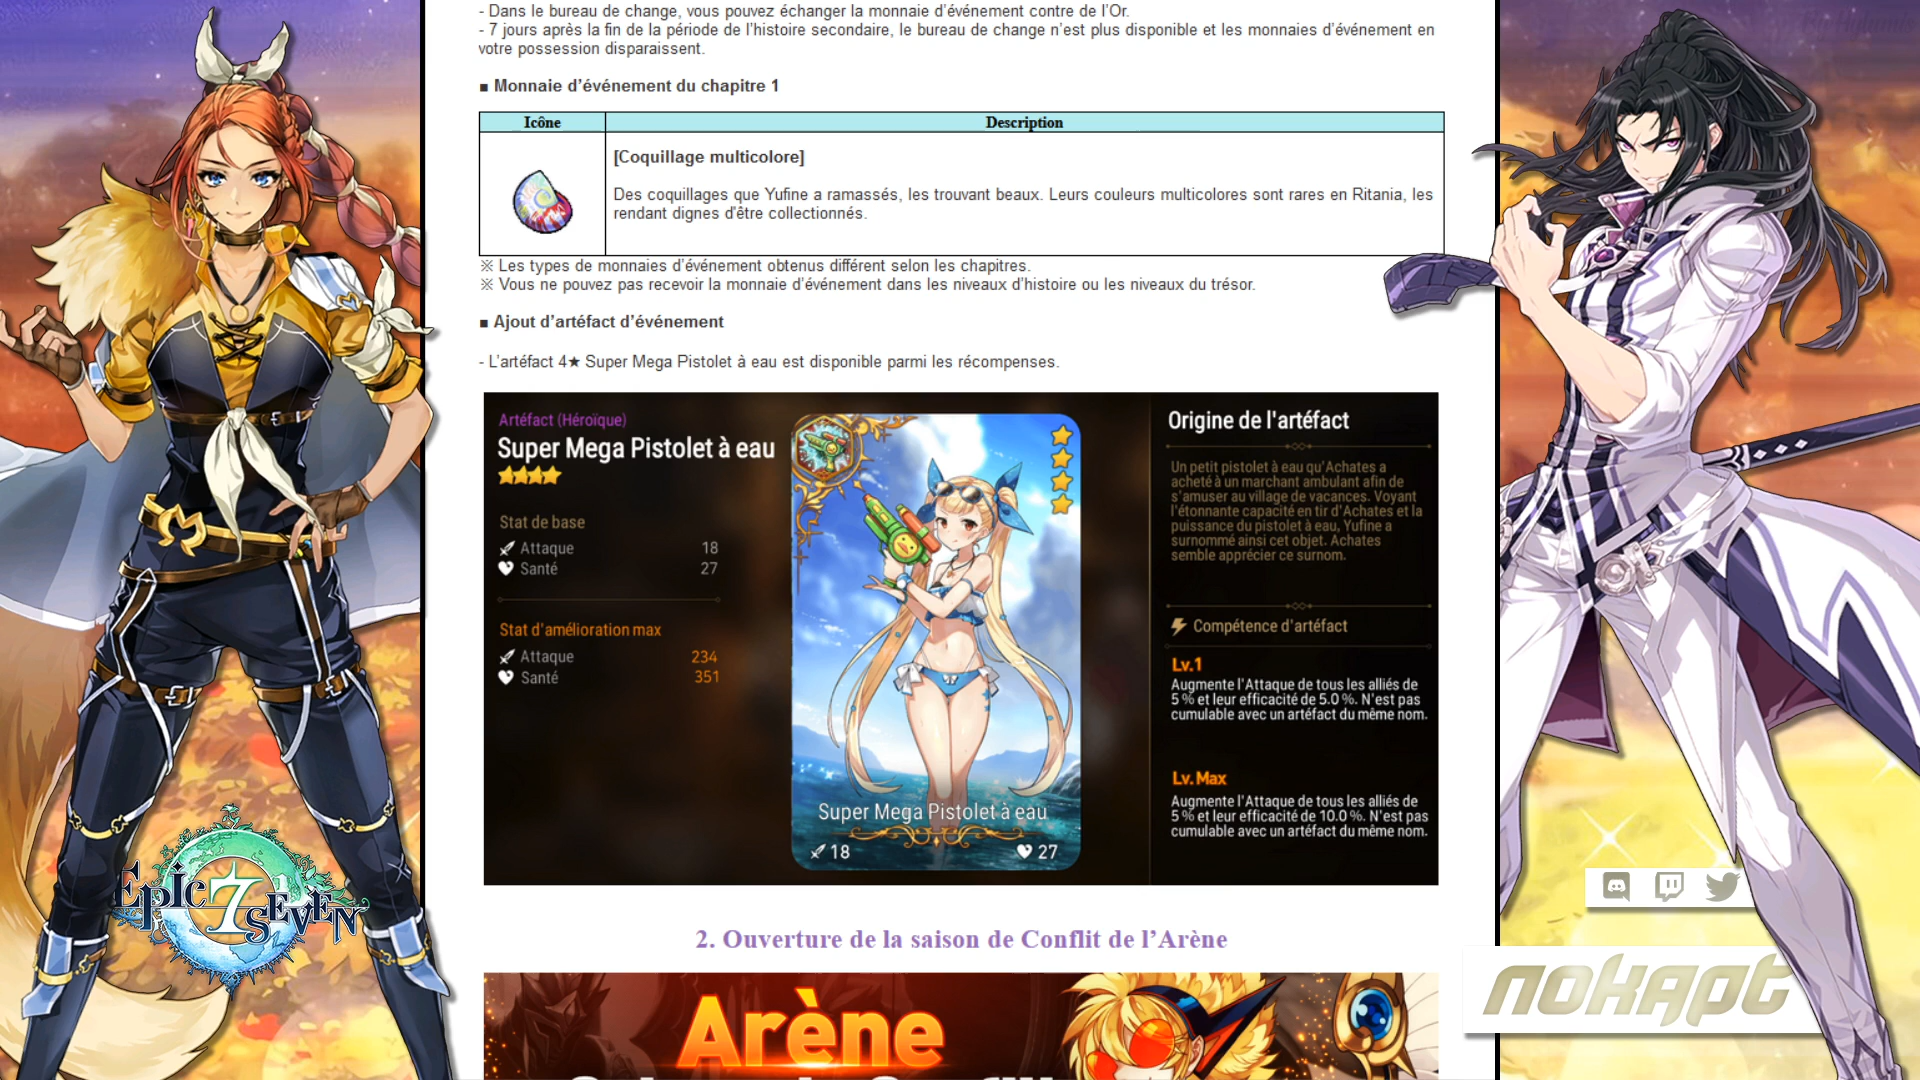 - Dans le bureau de change, vous pouvez échanger la monnaie d'événement contre de l'Or.
- 7 jours après la fin de la période de l'histoire secondaire, le bureau de change n'est plus disponible et les monnaies d'événement en
votre possession disparaissent.
■ Monnaie d'événement du chapitre 1
Icône Description
[Coquillage multicolore]
Des coquillages que Yufine a ramassés, les trouvant beaux. Leurs couleurs multicolores sont rares en Ritania, les
rendant dignes d'être collectionnés.
※ Les types de monnaies d'événement obtenus différent selon les chapitres.
※ Vous ne pouvez pas recevoir la monnaie d'événement dans les niveaux d'histoire ou les niveaux du trésor.
■ Ajout d'artéfact d'événement
- L'artéfact 4★ Super Mega Pistolet à eau est disponible parmi les récompenses.
Artéfact (Héroïque)
Super Mega Pistolet à eau
Stat de base
Attaque 18
Santé 27
Stat d'amélioration max
Attaque 234
Santé 351
Super Mega Pistolet à eau
18 27
Origine de l'artéfact
Un petit pistolet à eau qu'Achates a
acheté à un marchant ambulant afin de
s'amuser au village de vacances. Voyant
l'étonnante capacité en tir d'Achates et la
puissance du pistolet à eau, Yufine a
surnommé ainsi cet objet. Achates
semble apprécier ce surnom.
Compétence d'artéfact
Lv.1
Augmente l'Attaque de tous les alliés de
5 % et leur efficacité de 5.0 %. N'est pas
cumulable avec un artéfact du même nom.
Lv. Max
Augmente l'Attaque de tous les alliés de
5 % et leur efficacité de 10.0 %. N'est pas
cumulable avec un artéfact du même nom.
2. Ouverture de la saison de Conflit de l'Arène
Arène
EPIC 7 SEVEN
nokapt